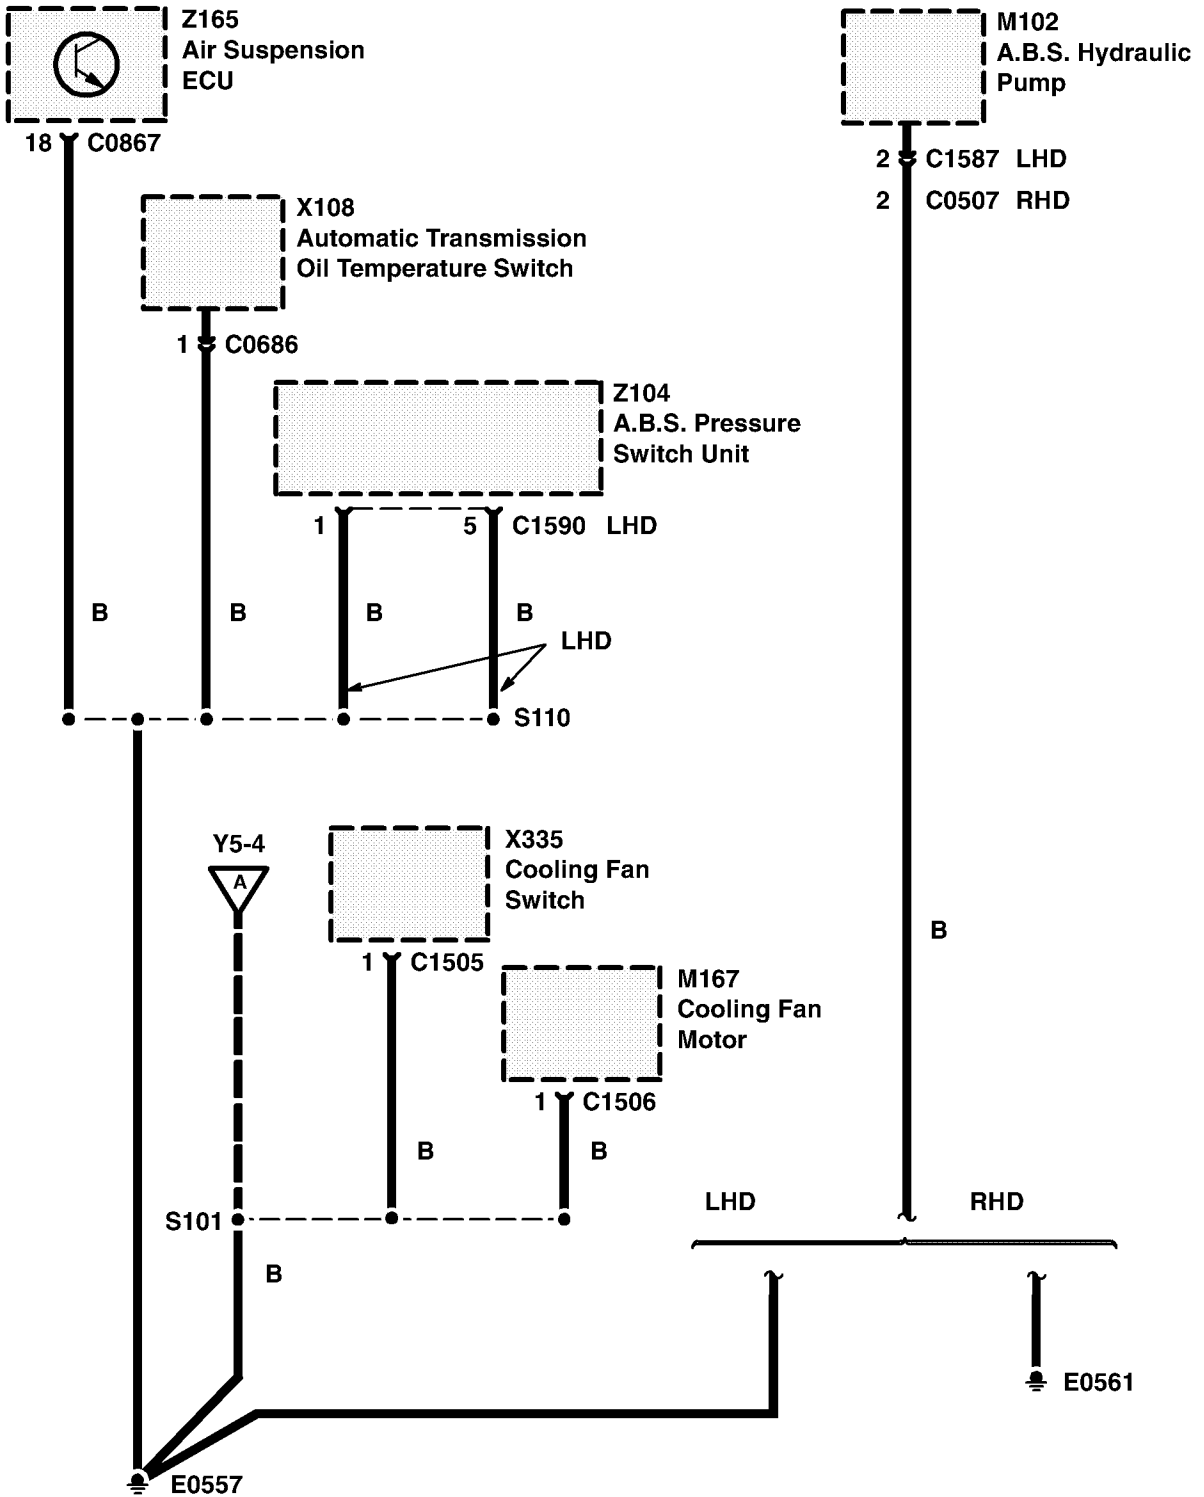 Z165
Air Suspension
ECU
18 C0867
M102
A.B.S. Hydraulic
Pump
2 C1587 LHD
2 C0507 RHD
X108
Automatic Transmission
Oil Temperature Switch
1 C0686
Z104
A.B.S. Pressure
Switch Unit
1 5 C1590 LHD
B B B B
LHD
S110
Y5-4
A
X335
Cooling Fan
Switch
1 C1505
B
M167
Cooling Fan
Motor
1 C1506
B B
LHD RHD
S101
B
E0561
E0557